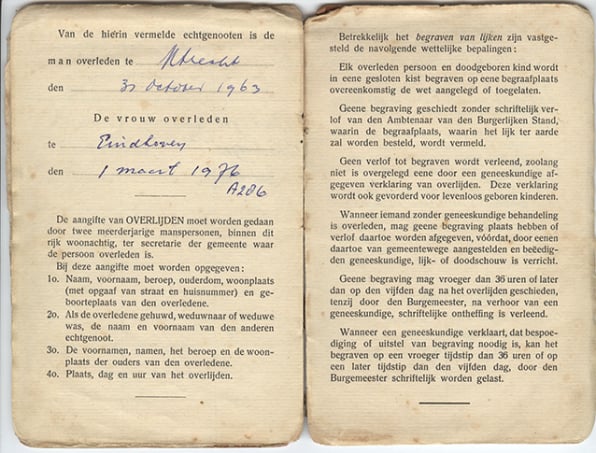 Van de hierin vermelde echtgenooten is de
man overleden te Utrecht
den 31 October 1963
De vrouw overleden
te Eindhoven
den 1 maart 1976
A206
De aangifte van OVERLIJDEN moet worden gedaan
door twee meerderjarige manspersonen, binnen dit
rijk woonachtig, ter secretarie der gemeente waar
de persoon overleden is.
Bij deze aangifte moet worden opgegeven:
1o. Naam, voornaam, beroep, ouderdom, woonplaats
(met opgaaf van straat en huisnummer) en ge-
boorteplaats van den overledene.
2o. Als de overledene gehuwd, weduwnaar of weduwe
was, de naam en voornaam van den anderen
echtgenoot.
3o. De voornamen, namen, het beroep en de woon-
plaats der ouders van den overledene.
4o. Plaats, dag en uur van het overlijden.
Betrekkelijk het begraven van lijken zijn vastge-
steld de navolgende wettelijke bepalingen:
Elk overleden persoon en doodgeboren kind wordt
in eene gesloten kist begraven op eene begraafplaats
overeenkomstig de wet aangelegd of toegelaten.
Geene begraving geschiedt zonder schriftelijk ver-
lof van den Ambtenaar van den Burgerlijken Stand,
waarin de begraafplaats, waarin het lijk ter aarde
zal worden besteld, wordt vermeld.
Geen verlof tot begraven wordt verleend, zoolang
niet is overgelegd eene door een geneeskundige af-
gegeven verklaring van overlijden. Deze verklaring
wordt ook gevorderd voor levenloos geboren kinderen.
Wanneer iemand zonder geneeskundige behandeling
is overleden, mag geene begraving plaats hebben of
verlof daartoe worden afgegeven, vóórdat, door eenen
daartoe van gemeentewege aangestelden en beëedig-
den geneeskundige, lijk- of doodschouw is verricht.
Geene begraving mag vroeger dan 36 uren of later
dan op den vijfden dag na het overlijden geschieden,
tenzij door den Burgemeester, na verhoor van een
geneeskundige, schriftelijke ontheffing is verleend.
Wanneer een geneeskundige verklaart, dat bespoe-
diging of uitstel van begraving noodig is, kan het
begraven op een vroeger tijdstip dan 36 uren of op
een later tijdstip dan den vijfden dag, door den
Burgemeester schriftelijk worden gelast.